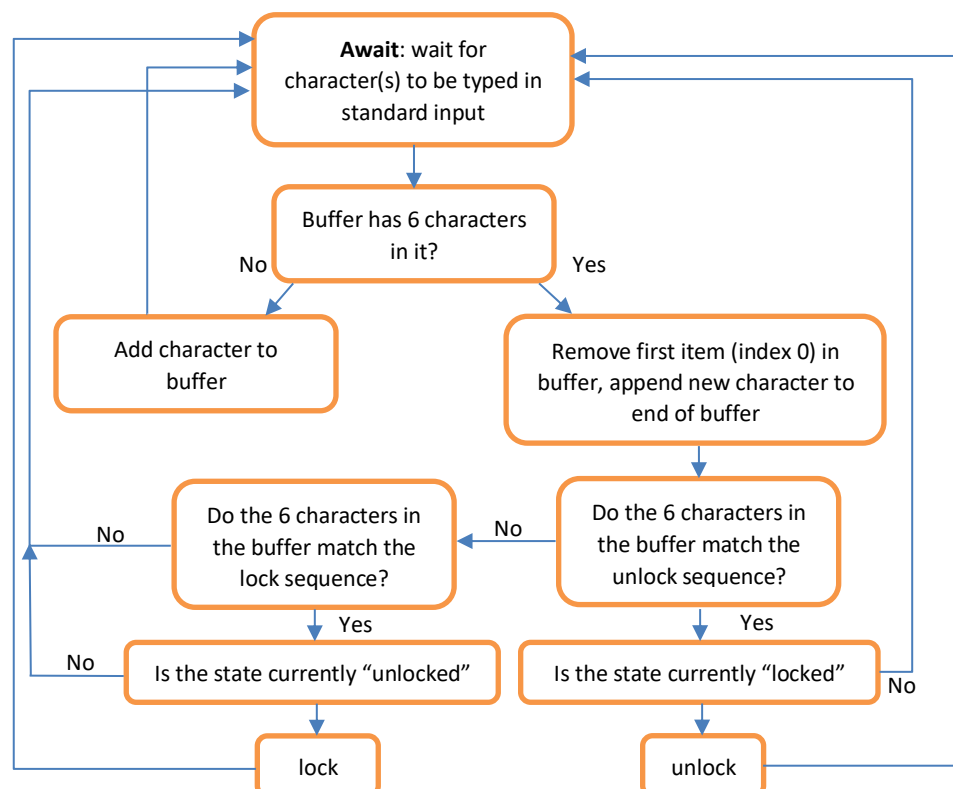 Await: wait for
character(s) to be typed in
standard input
Buffer has 6 characters
in it?
No
Yes
Add character to
buffer
Remove first item (index 0) in
buffer, append new character to
end of buffer
Do the 6 characters in
the buffer match the
lock sequence?
No
No
Do the 6 characters in
the buffer match the
unlock sequence?
Yes
Yes
No
Is the state currently “unlocked”
Is the state currently “locked”
No
lock
unlock